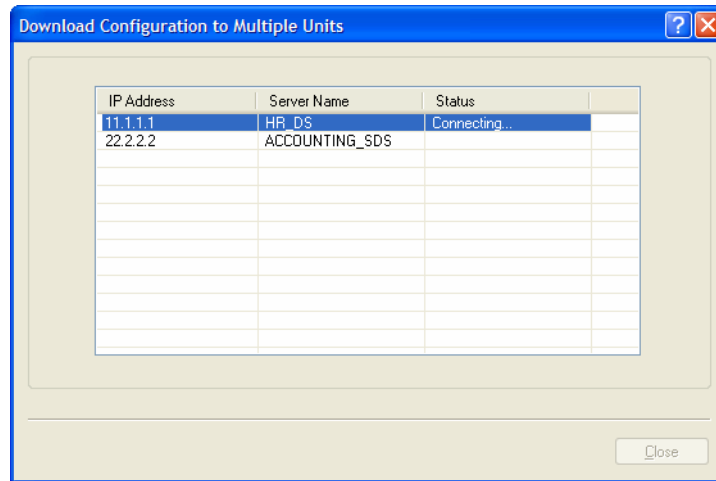 Download Configuration to Multiple Units
IP Address Server Name Status
11.1.1.1 HR_DS Connecting...
22.2.2.2 ACCOUNTING_SDS
Close